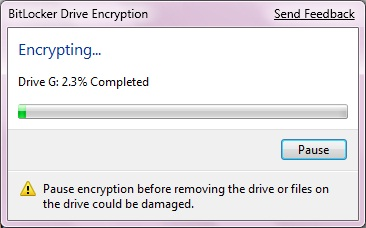 BitLocker Drive Encryption Send Feedback
Encrypting...
Drive G: 2.3% Completed
Pause
Pause encryption before removing the drive or files on
the drive could be damaged.